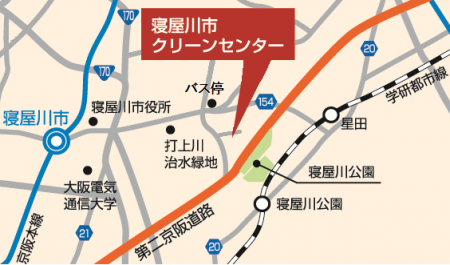 寝屋川市
クリーンセンター
170
20
170
バス停
154
学研都市線
寝屋川市役所
星田
寝屋川市
打上川
治水緑地
寝屋川公園
大阪電気
通信大学
寝屋川公園
第二京阪道路
21
20
京阪本線